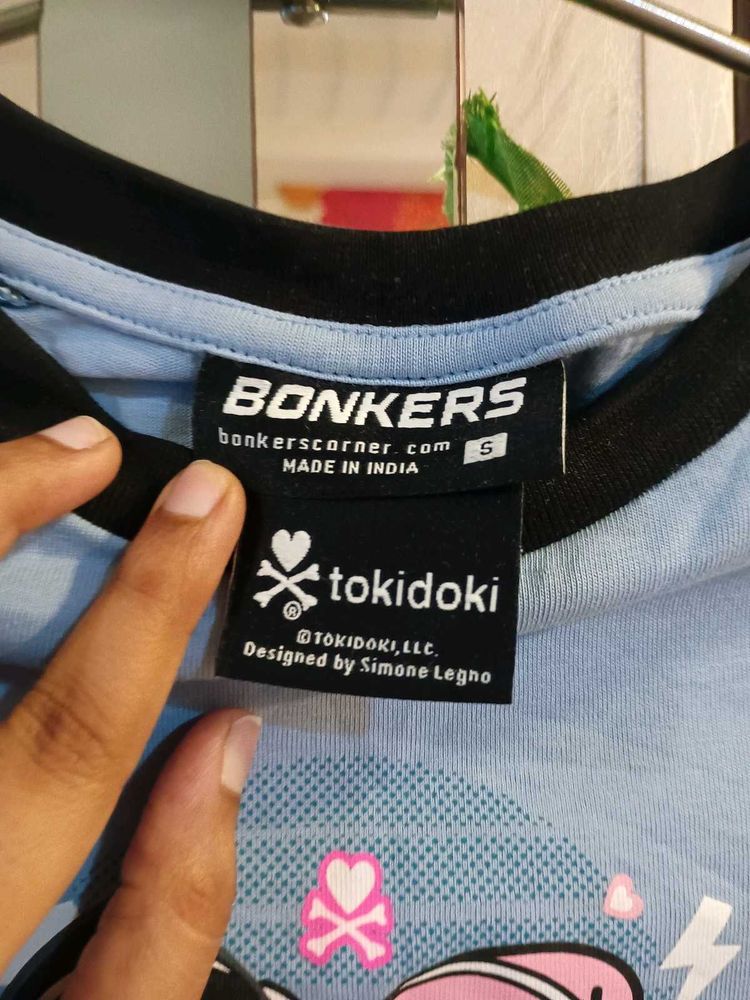 BONKERS
bonkerscorner.com S
MADE IN INDIA
tokidoki
®
©TOKIDOKI, LLC.
Designed by Simone Legno